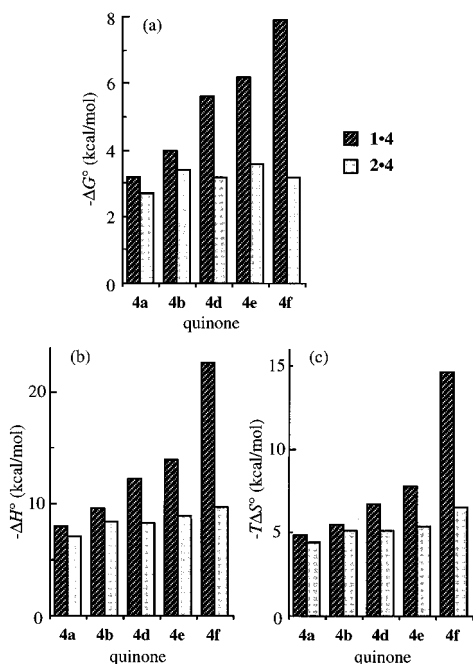 (a)
8
6
4
2
0
-ΔG° (kcal/mol)
4a 4b 4d 4e 4f
quinone
1•4
2•4
(b)
20
10
0
-ΔH° (kcal/mol)
4a 4b 4d 4e 4f
quinone
(c)
15
10
5
0
-TΔS° (kcal/mol)
4a 4b 4d 4e 4f
quinone